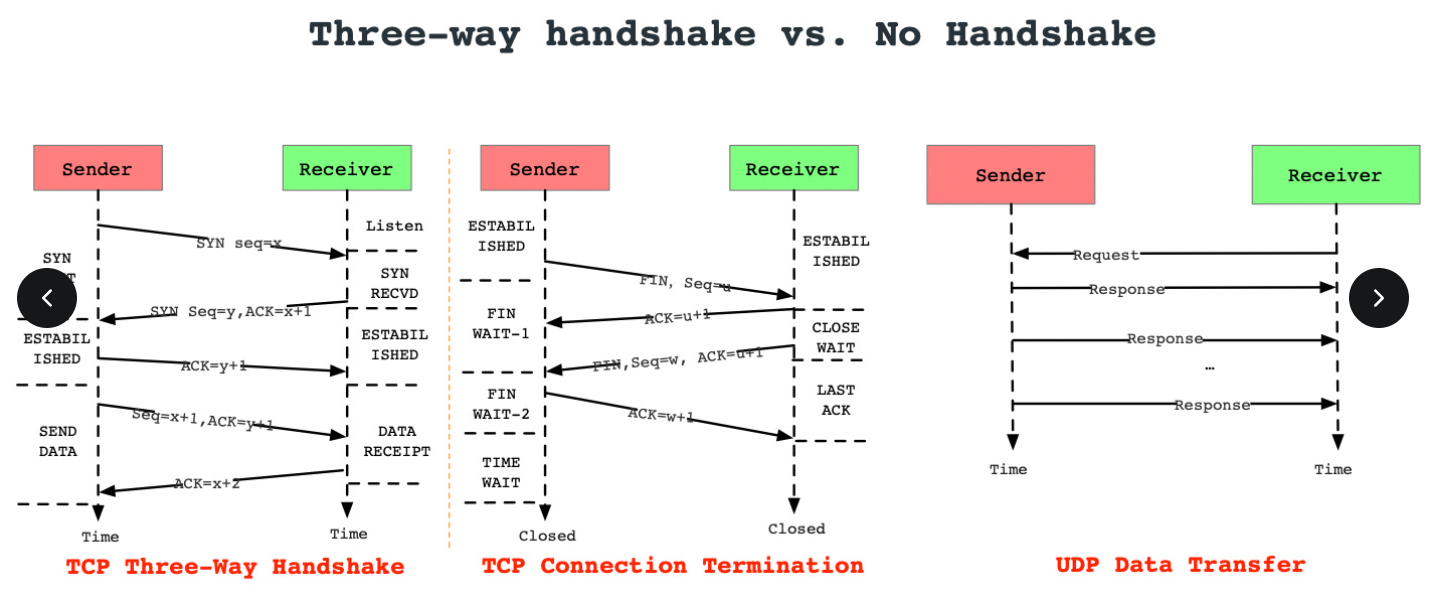 Three-way handshake vs. No Handshake
Sender
Receiver
Listen
SYN seq=x
SYN
SYN
RECVD
SYN Seq=y,ACK=x+1
ESTABIL
ISHED
ESTABIL
ISHED
ACK=y+1
Seq=x+1,ACK=y+1
SEND
DATA
DATA
RECEIPT
ACK=x+2
Time
Time
TCP Three-Way Handshake
Sender
Receiver
ESTABIL
ISHED
ESTABIL
ISHED
FIN, Seq=u
FIN
WAIT-1
ACK=u+1
CLOSE
WAIT
FIN,Seq=w, ACK=u+1
FIN
WAIT-2
LAST
ACK
ACK=w+1
TIME
WAIT
Closed
Closed
TCP Connection Termination
Sender
Receiver
Request
Response
Response
…
Response
Time
Time
UDP Data Transfer